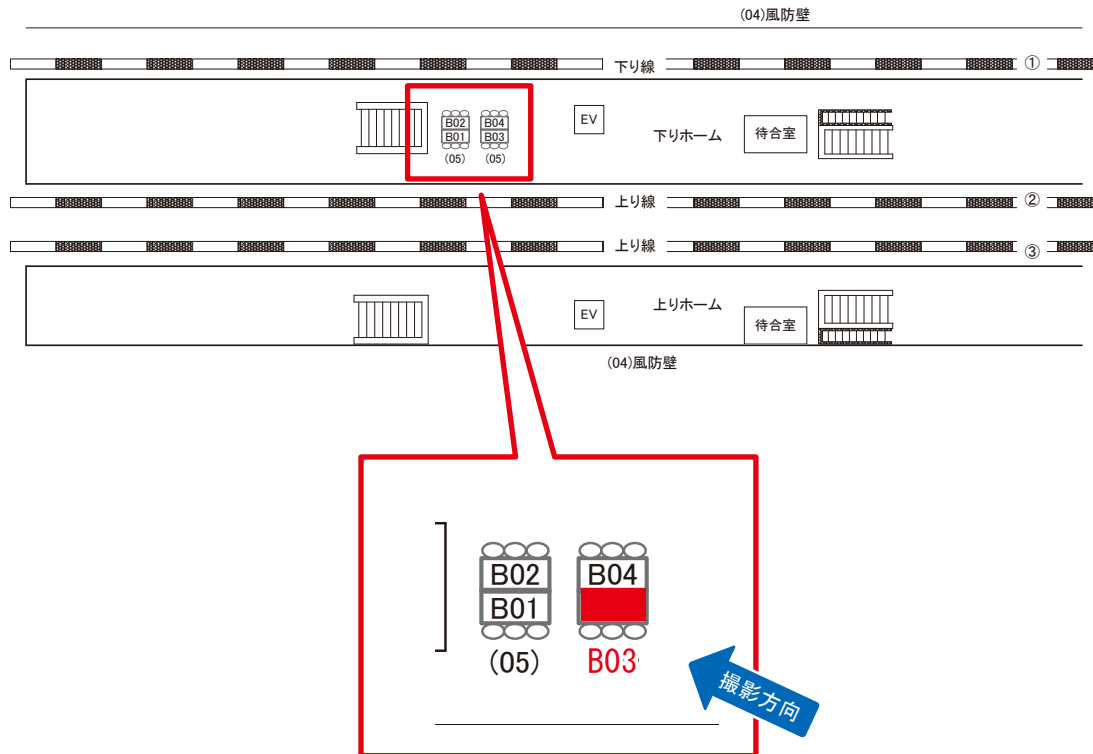 (04)風防壁
下り線
①
B02
B04
B01
B03
(05)
(05)
EV
下りホーム
待合室
上り線
②
上り線
③
EV
上りホーム
待合室
(04)風防壁
B02
B04
B01
(05)
B03
撮影方向